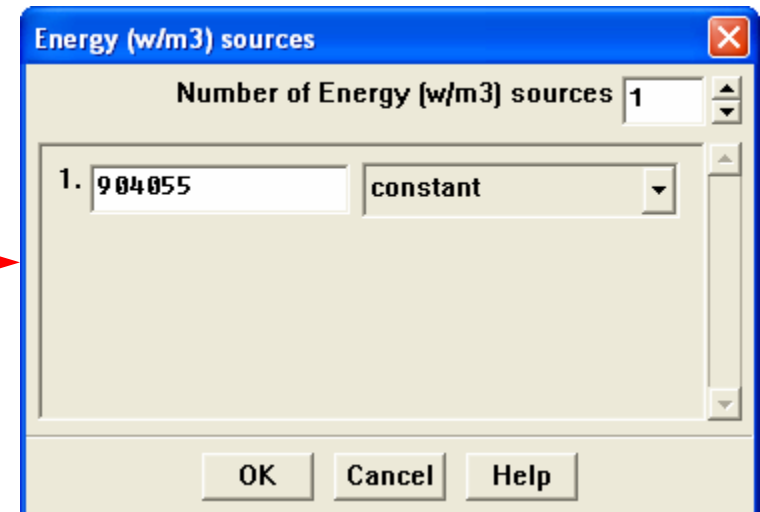 Energy (w/m3) sources
Number of Energy (w/m3) sources 1
1. 904055 constant
OK Cancel Help